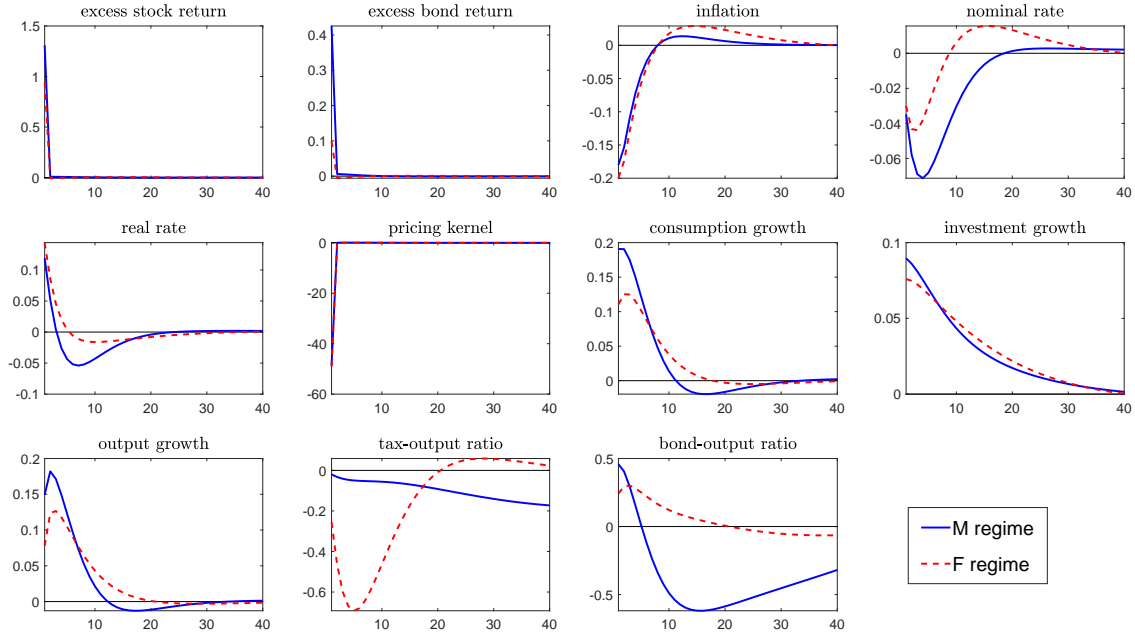 excess stock return
1.5
1
0.5
0
10 20 30 40
excess bond return
0.4
0.3
0.2
0.1
0
10 20 30 40
inflation
0
-0.05
-0.1
-0.15
-0.2
10 20 30 40
nominal rate
0
-0.02
-0.04
-0.06
10 20 30 40
real rate
0.1
0.05
0
-0.05
-0.1
10 20 30 40
pricing kernel
0
-20
-40
-60
10 20 30 40
consumption growth
0.2
0.15
0.1
0.05
0
10 20 30 40
investment growth
0.1
0.05
0
10 20 30 40
output growth
0.2
0.15
0.1
0.05
0
10 20 30 40
tax-output ratio
0
-0.2
-0.4
-0.6
10 20 30 40
bond-output ratio
0.5
0
-0.5
10 20 30 40
M regime
F regime